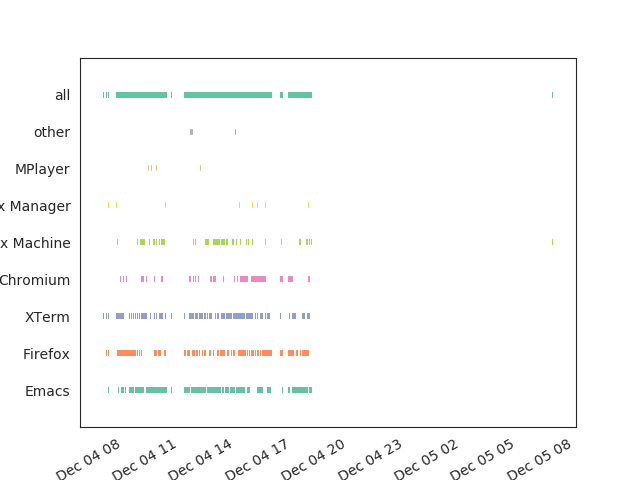 all
other
MPlayer
x Manager
x Machine
Chromium
XTerm
Firefox
Emacs
Dec 04 08
Dec 04 11
Dec 04 14
Dec 04 17
Dec 04 20
Dec 04 23
Dec 05 02
Dec 05 05
Dec 05 08